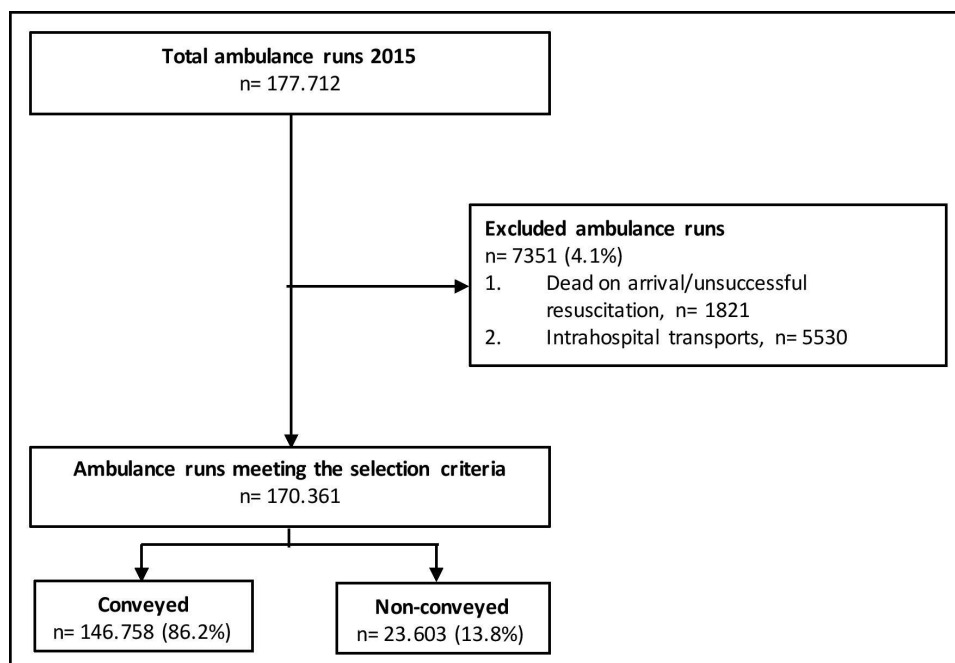 Total ambulance runs 2015
n= 177.712
Excluded ambulance runs
n= 7351 (4.1%)
1. Dead on arrival/unsuccessful
resuscitation, n= 1821
2. Intrahospital transports, n= 5530
Ambulance runs meeting the selection criteria
n= 170.361
Conveyed
n= 146.758 (86.2%)
Non-conveyed
n= 23.603 (13.8%)